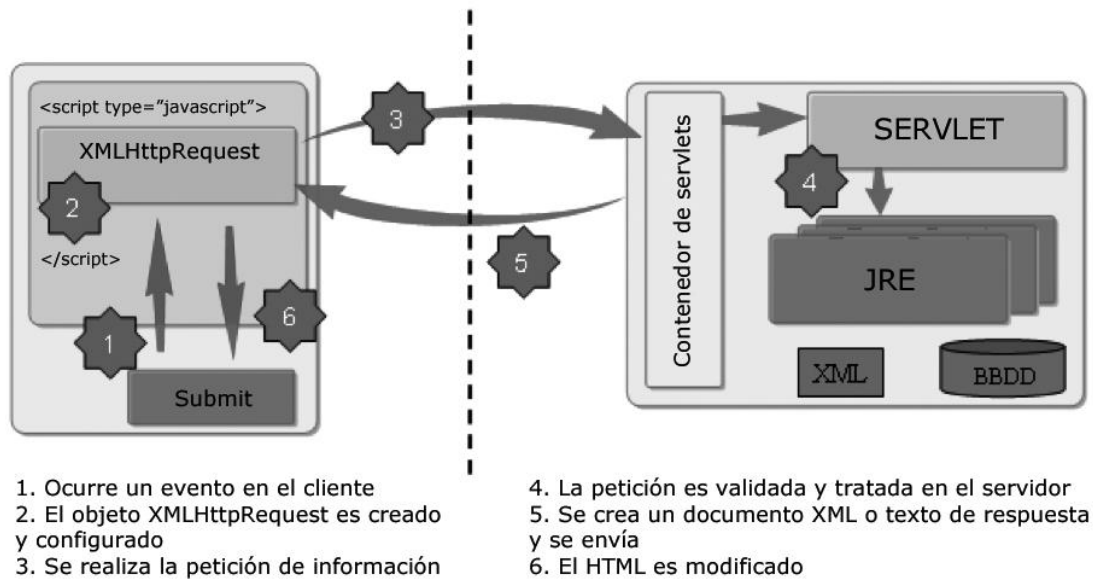 <script type="javascript">
XMLHttpRequest
2
</script>
1
6
Submit
3
5
Contenedor de servlets
SERVLET
4
JRE
XML
BBDD
1. Ocurre un evento en el cliente
2. El objeto XMLHttpRequest es creado
y configurado
3. Se realiza la petición de información
4. La petición es validada y tratada en el servidor
5. Se crea un documento XML o texto de respuesta
y se envía
6. El HTML es modificado